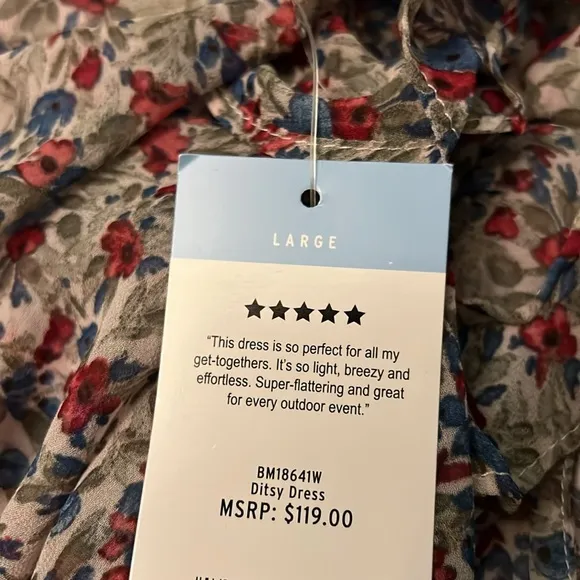 LARGE
★★★★★
“This dress is so perfect for all my
get-togethers. It’s so light, breezy and
effortless. Super-flattering and great
for every outdoor event.”
BM18641W
Ditsy Dress
MSRP: $119.00